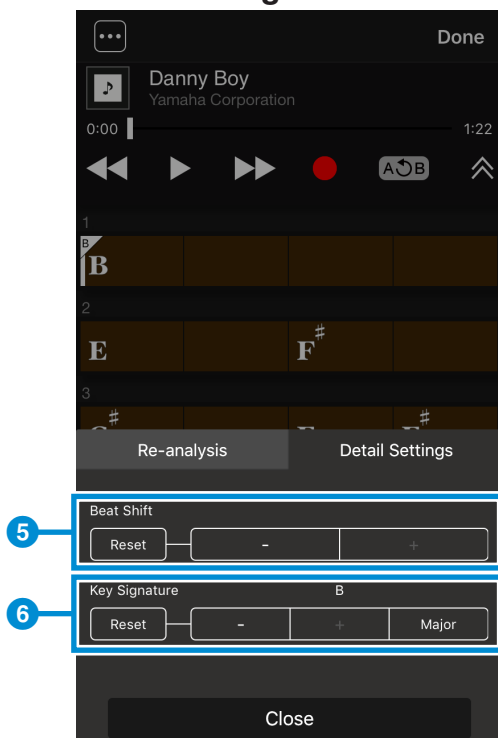 Done
Danny Boy
Yamaha Corporation
0:00 1:22
A B
1
B
B
2
E F#
3
Re-analysis Detail Settings
Beat Shift
5
Reset - +
Key Signature B
6
Reset - + Major
Close